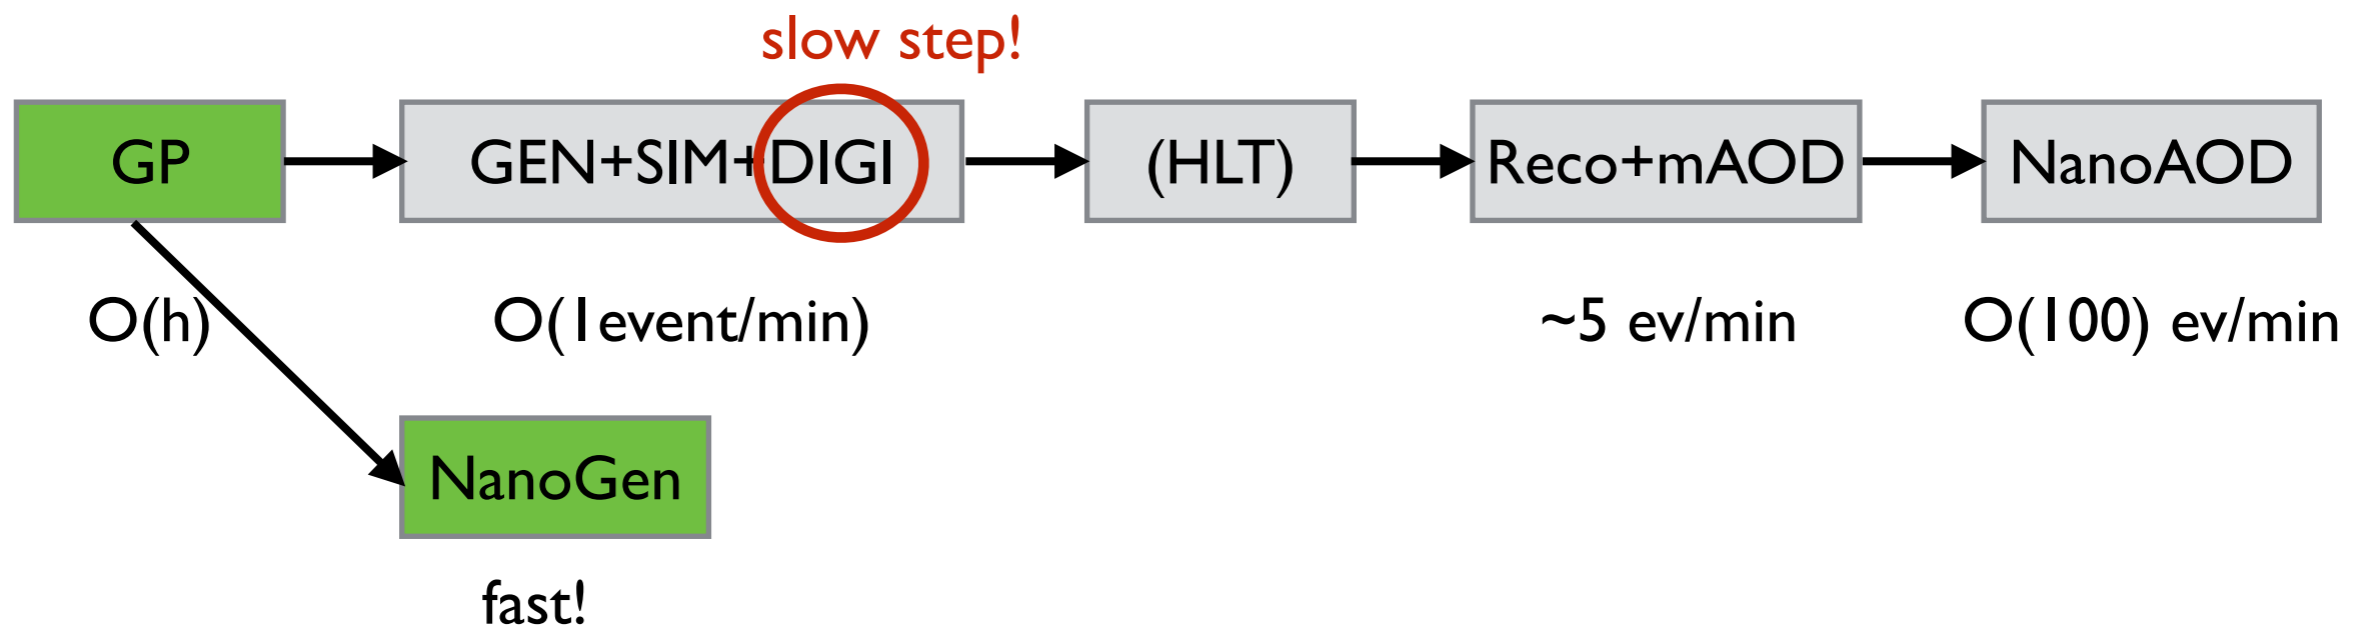 slow step!
GP
GEN+SIM+DIGI
(HLT)
Reco+mAOD
NanoAOD
O(h)
O(1event/min)
~5 ev/min
O(100) ev/min
NanoGen
fast!